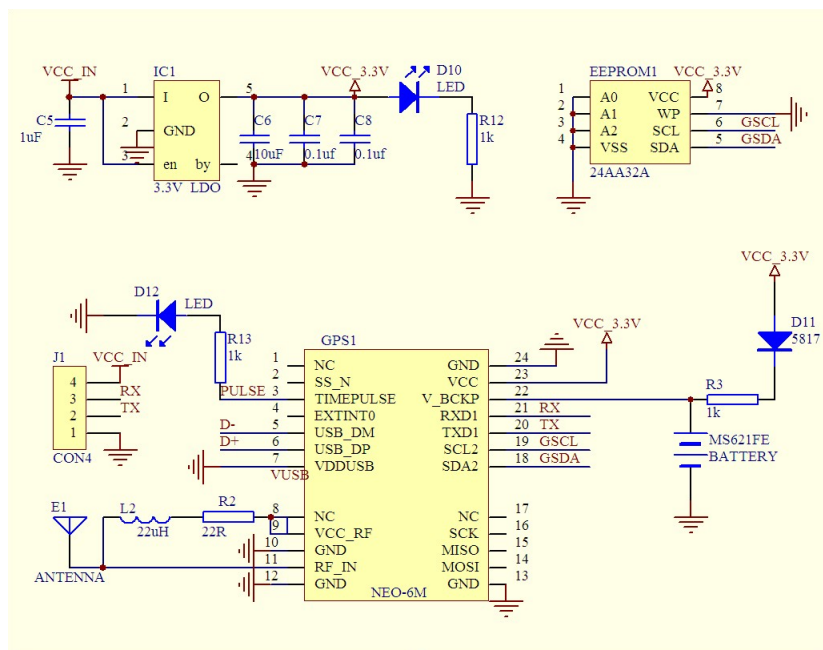 VCC_IN
C5
1uF
IC1
1
2
3
I O
GND
en by
5
4
3.3V LDO
C6
10uF
C7
0.1uf
C8
0.1uf
VCC_3.3V
D10
LED
R12
1k
EEPROM1
VCC_3.3V
1 A0 VCC 8
2 A1 WP 7
3 A2 SCL 6 GSCL
4 VSS SDA 5 GSDA
24AA32A
D12
LED
R13
1k
J1
VCC_IN
4
3 RX
2 TX
1
CON4
GPS1
VCC_3.3V
1 NC GND 24
2 SS_N VCC 23
PULSE 3 TIMEPULSE V_BCKP 22
4 EXTINT0 RXD1 21 RX
D- 5 USB_DM TXD1 20 TX
D+ 6 USB_DP SCL2 19 GSCL
7 VDDUSB SDA2 18 GSDA
VUSB
8 NC NC 17
9 VCC_RF SCK 16
10 GND MISO 15
11 RF_IN MOSI 14
12 GND GND 13
NEO-6M
E1
ANTENNA
L2
22uH
R2
22R
VCC_3.3V
D11
5817
R3
1k
MS621FE
BATTERY